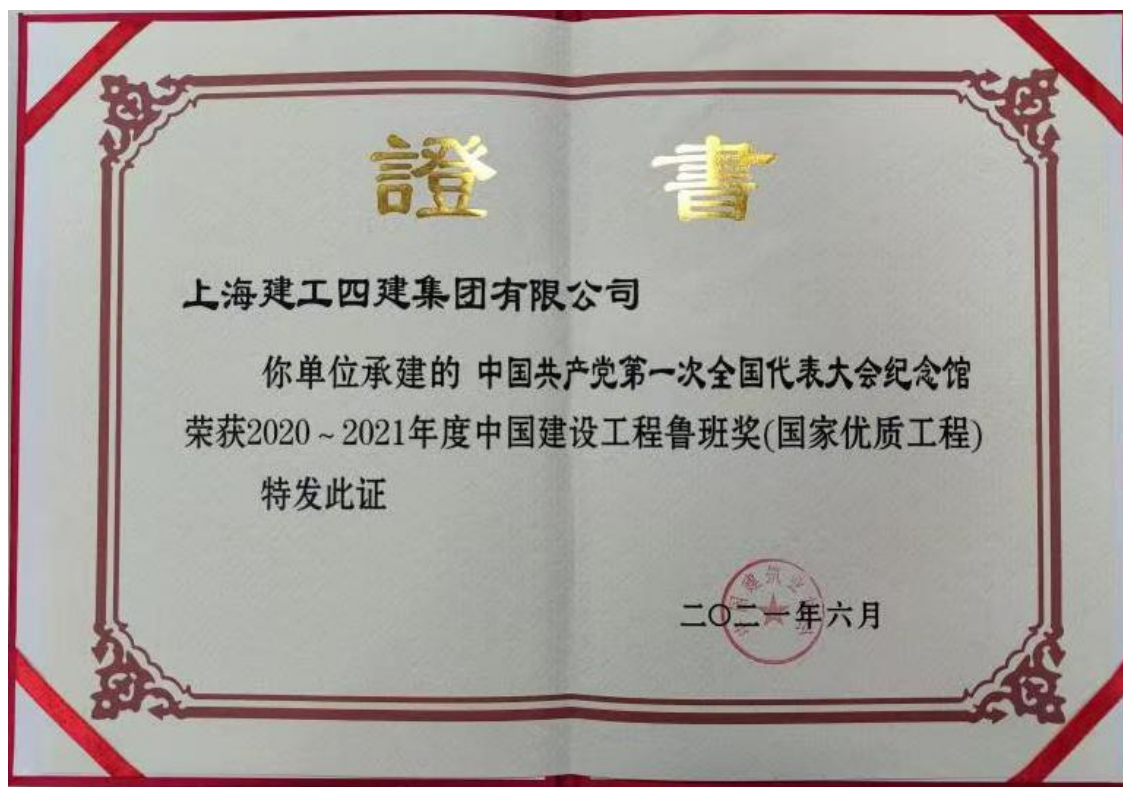 證書
上海建工四建集团有限公司
你单位承建的 中国共产党第一次全国代表大会纪念馆
荣获2020~2021年度中国建设工程鲁班奖(国家优质工程)
特发此证
二〇二一年六月